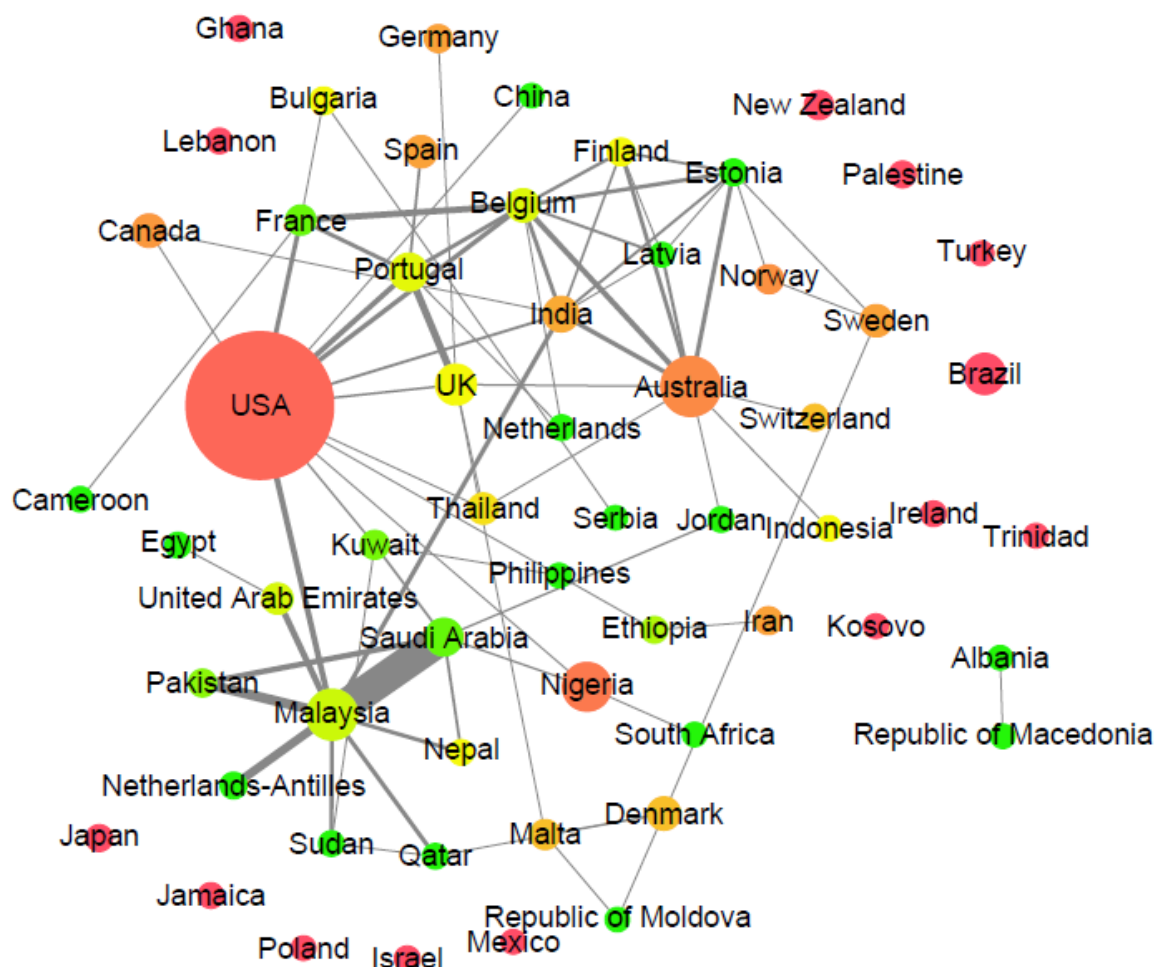 Ghana
Germany
Bulgaria
China
New Zealand
Lebanon
Spain
Finland
Estonia
Palestine
Belgium
France
Canada
Portugal
Latvia
Norway
Turkey
India
Sweden
USA
UK
Australia
Brazil
Netherlands
Switzerland
Cameroon
Thailand
Serbia
Jordan
Indonesia
Ireland
Trinidad
Egypt
Kuwait
Philippines
United Arab Emirates
Saudi Arabia
Ethiopia
Iran
Kosovo
Albania
Pakistan
Malaysia
Nigeria
Nepal
South Africa
Republic of Macedonia
Netherlands-Antilles
Japan
Sudan
Qatar
Malta
Denmark
Jamaica
Republic of Moldova
Poland
Israel
Mexico